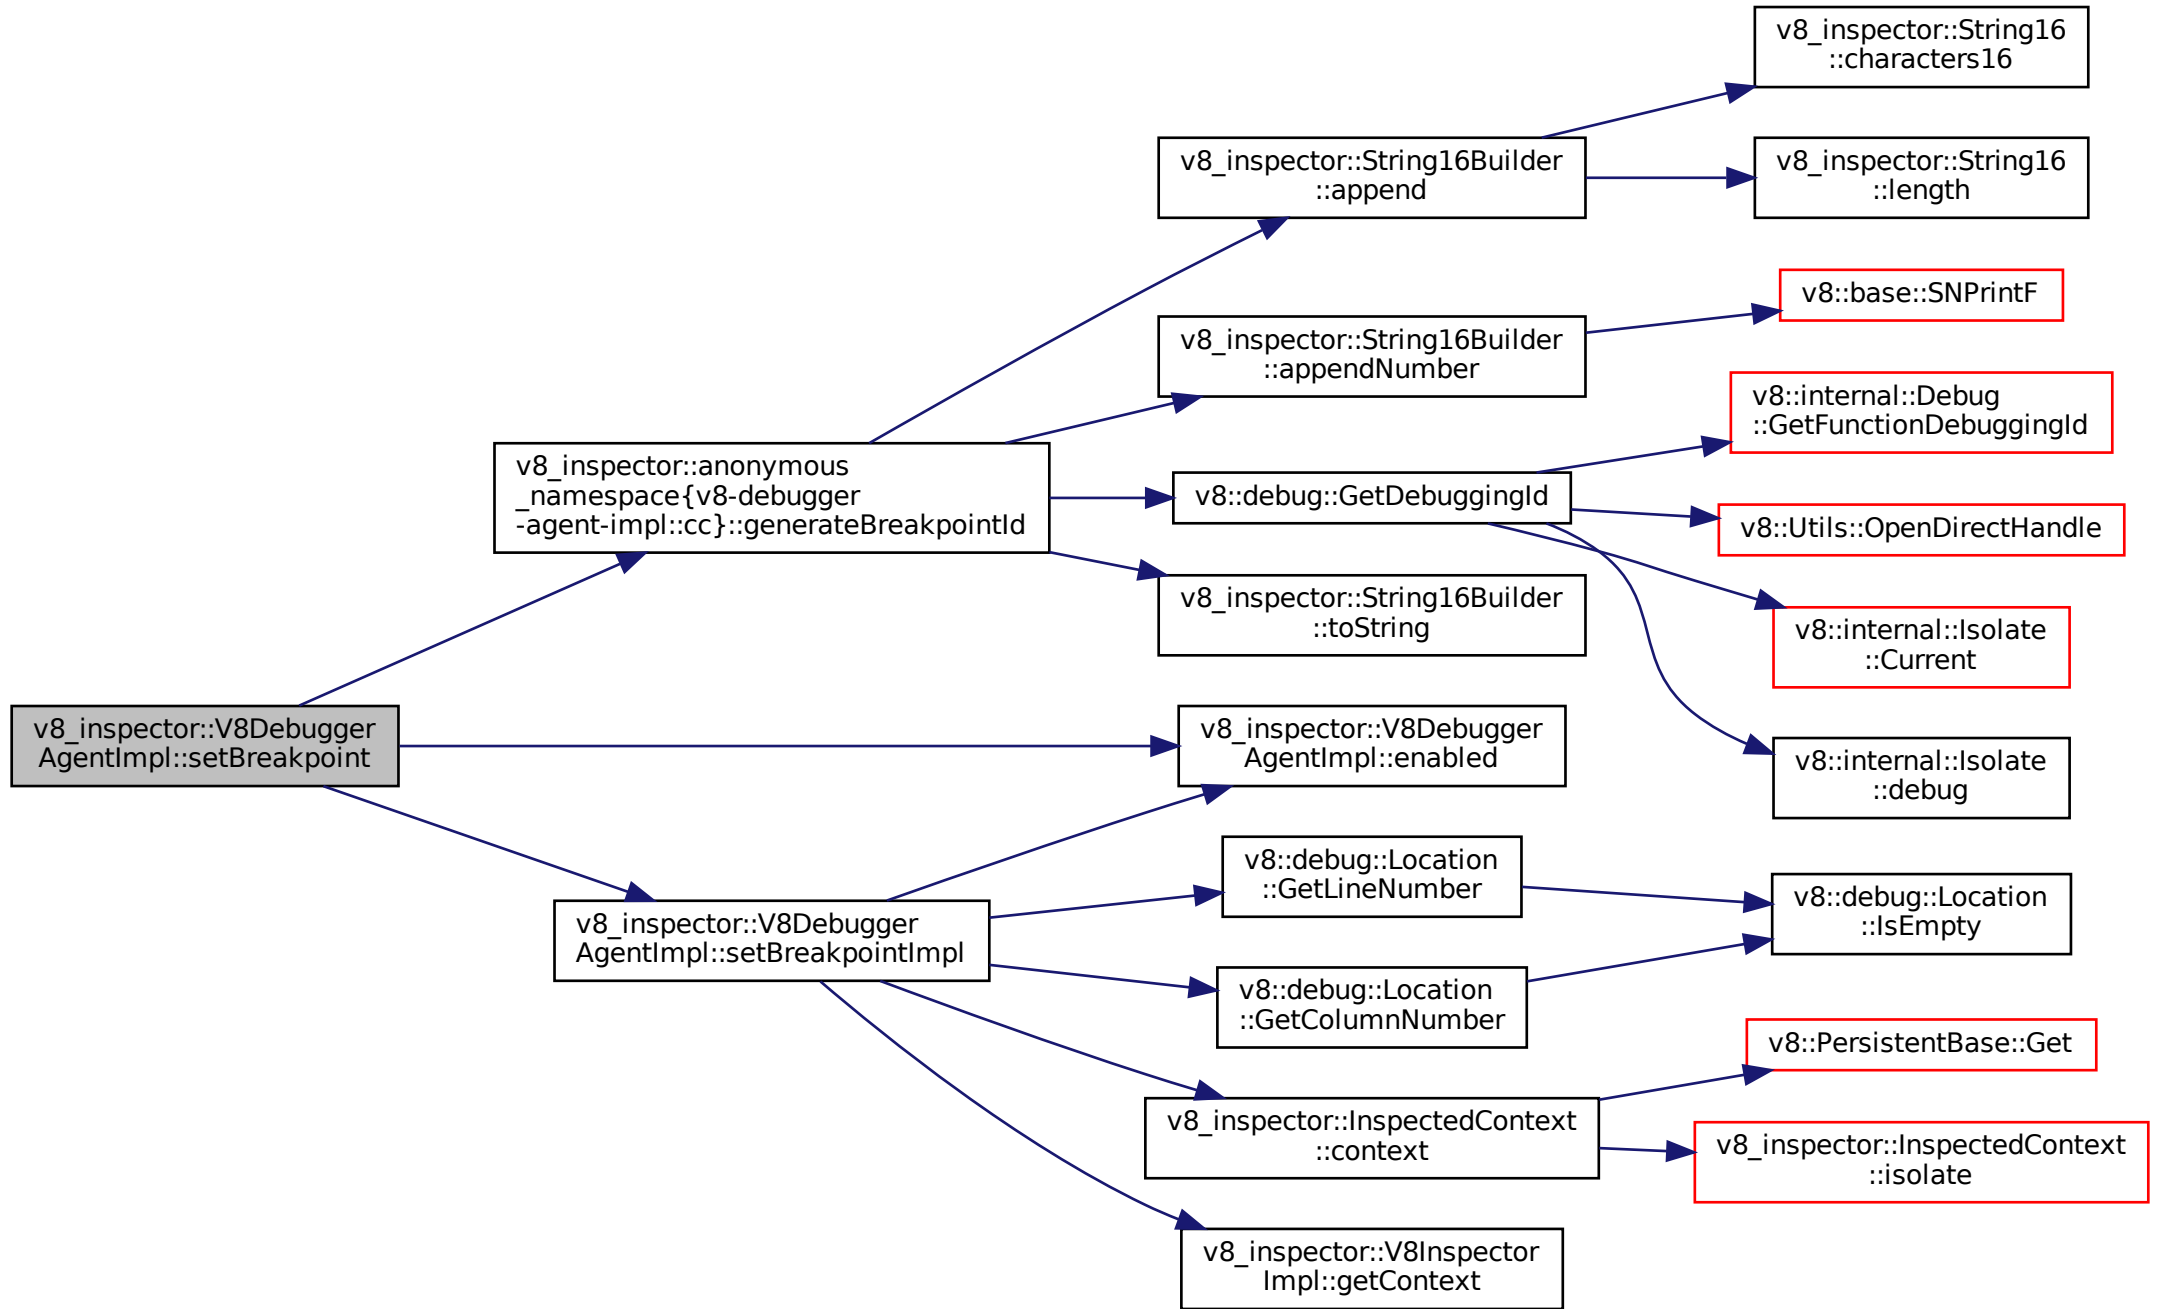 v8_inspector::V8Debugger
AgentImpl::setBreakpoint
v8_inspector::anonymous
_namespace{v8-debugger
-agent-impl::cc}::generateBreakpointId
v8_inspector::V8Debugger
AgentImpl::setBreakpointImpl
v8_inspector::String16Builder
::append
v8_inspector::String16Builder
::appendNumber
v8::debug::GetDebuggingId
v8_inspector::String16Builder
::toString
v8_inspector::V8Debugger
AgentImpl::enabled
v8::debug::Location
::GetLineNumber
v8::debug::Location
::GetColumnNumber
v8_inspector::InspectedContext
::context
v8_inspector::V8Inspector
Impl::getContext
v8_inspector::String16
::characters16
v8_inspector::String16
::length
v8::base::SNPrintF
v8::internal::Debug
::GetFunctionDebuggingId
v8::Utils::OpenDirectHandle
v8::internal::Isolate
::Current
v8::internal::Isolate
::debug
v8::debug::Location
::IsEmpty
v8::PersistentBase::Get
v8_inspector::InspectedContext
::isolate